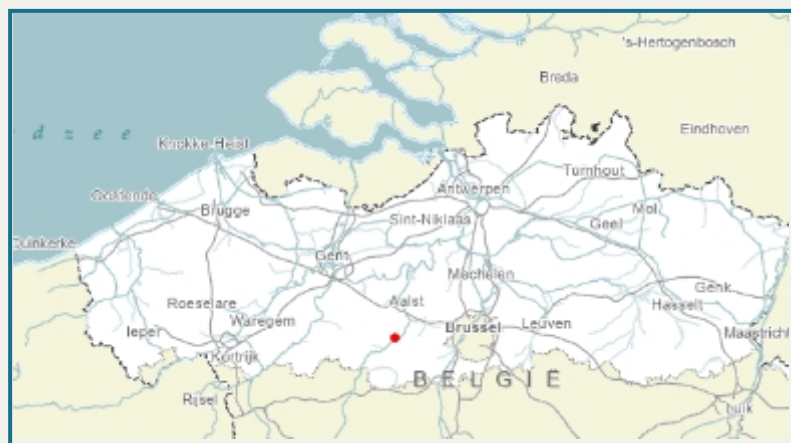 's-Hertogenbosch
Breda
d z e e
Eindhoven
Knokke-Heist
Turnhout
Antwerpen
Oostende
Mol
Brugge
Sint-Niklaas
Geel
Duinkerke
Gent
Mechelen
Genk
Aalst
Roeselare
Hasselt
Waregem
Brussel
Leuven
Ieper
Maastricht
Kortrijk
BELGIË
Rijsel
Luik